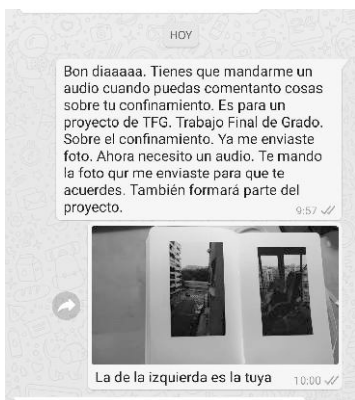 HOY
Bon diaaaaa. Tienes que mandarme un
audio cuando puedas comentanto cosas
sobre tu confinamiento. Es para un
proyecto de TFG. Trabajo Final de Grado.
Sobre el confinamiento. Ya me enviaste
foto. Ahora necesito un audio. Te mando
la foto qur me enviaste para que te
acuerdes. También formará parte del
proyecto.
9:57
La de la izquierda es la tuya
10:00